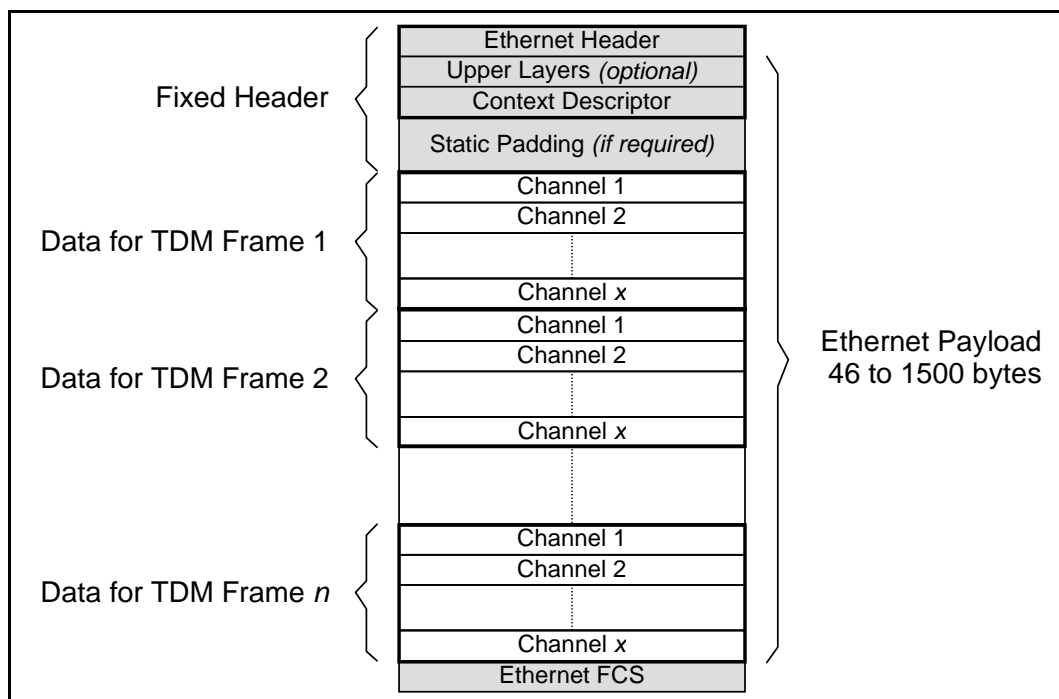 Ethernet Header
Upper Layers (optional)
Context Descriptor
Static Padding (if required)
Fixed Header
Channel 1
Channel 2
Channel x
Data for TDM Frame 1
Channel 1
Channel 2
Channel x
Data for TDM Frame 2
Channel 1
Channel 2
Channel x
Data for TDM Frame n
Ethernet FCS
Ethernet Payload
46 to 1500 bytes